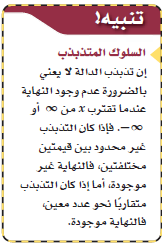 تنبيه!
السلوك المتذبذب
إن تذبذب الدالة لا يعني
بالضرورة عدم وجود النهاية
عندما تقترب x من ∞ أو
∞−. فإذا كان التذبذب
غير محدود بين قيمتين
مختلفتين، فالنهاية غير
موجودة، أما إذا كان التذبذب
متقاربًا نحو عدد معين،
فالنهاية موجودة.